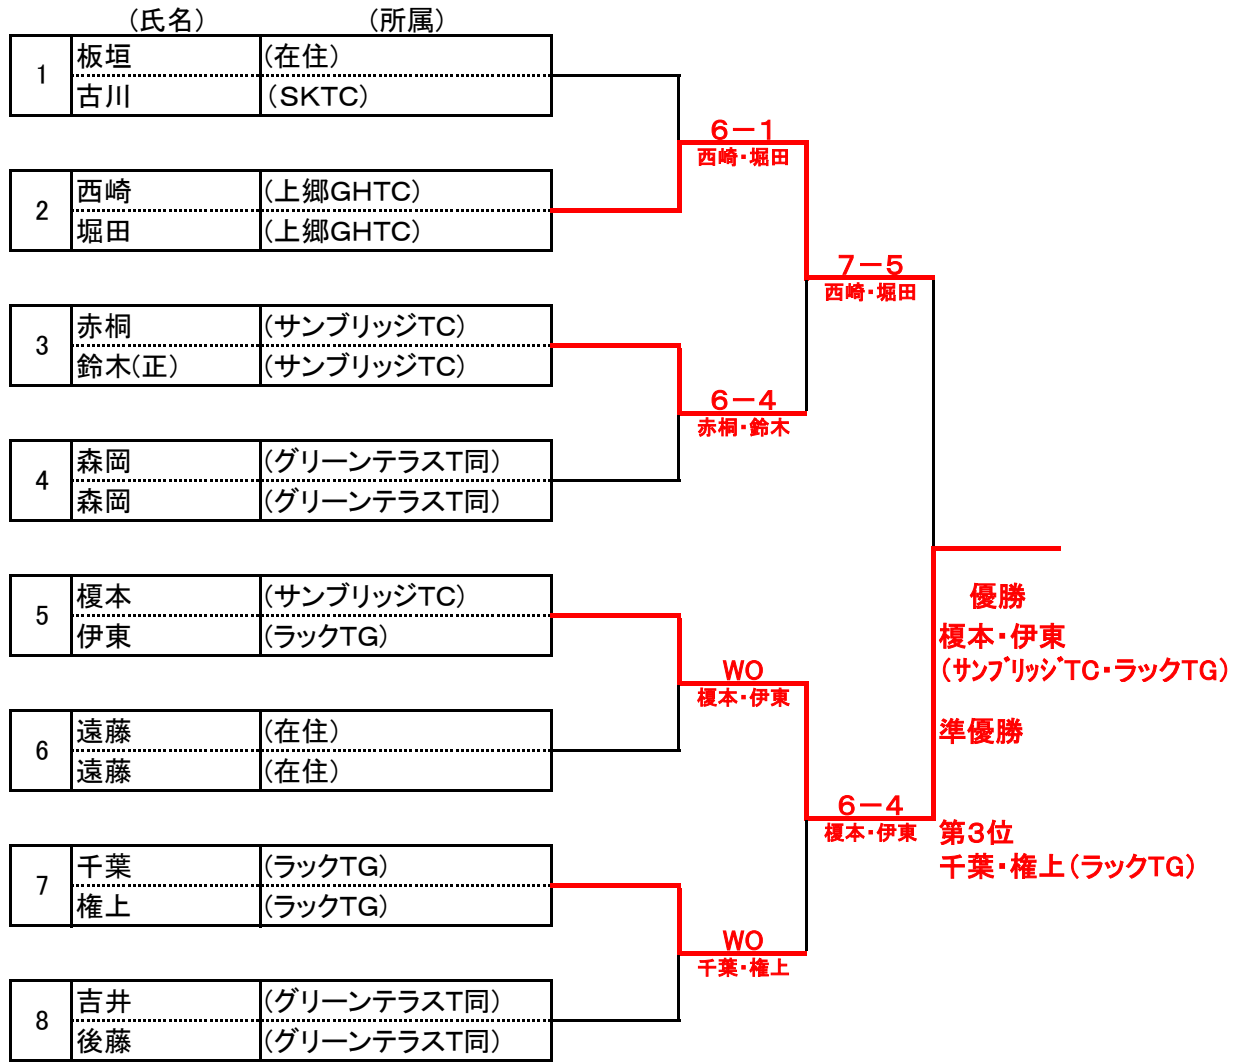 (氏名) (所属)
1 板垣 (在住)
古川 (SKTC)
6－1
西崎・堀田
2 西崎 (上郷GHTC)
堀田 (上郷GHTC)
7－5
西崎・堀田
3 赤桐 (サンブリッジTC)
鈴木(正) (サンブリッジTC)
6－4
赤桐・鈴木
4 森岡 (グリーンテラスT同)
森岡 (グリーンテラスT同)
5 榎本 (サンブリッジTC)
伊東 (ラックTG)
優勝
榎本・伊東
(ｻﾝﾌﾞﾘｯｼﾞTC・ラックTG)
WO
榎本・伊東
6 遠藤 (在住)
遠藤 (在住)
準優勝
6－4
榎本・伊東
第3位
千葉・権上(ラックTG)
7 千葉 (ラックTG)
権上 (ラックTG)
WO
千葉・権上
8 吉井 (グリーンテラスT同)
後藤 (グリーンテラスT同)